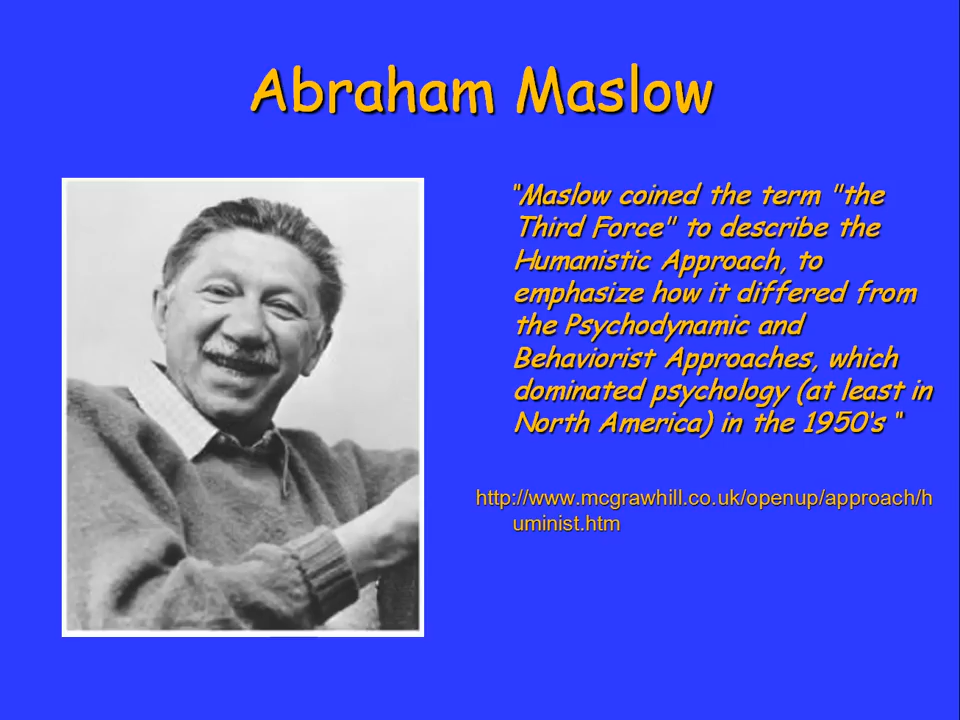 Abraham Maslow
“Maslow coined the term "the
Third Force" to describe the
Humanistic Approach, to
emphasize how it differed from
the Psychodynamic and
Behaviorist Approaches, which
dominated psychology (at least in
North America) in the 1950‘s “
http://www.mcgrawhill.co.uk/openup/approach/h
uminist.htm